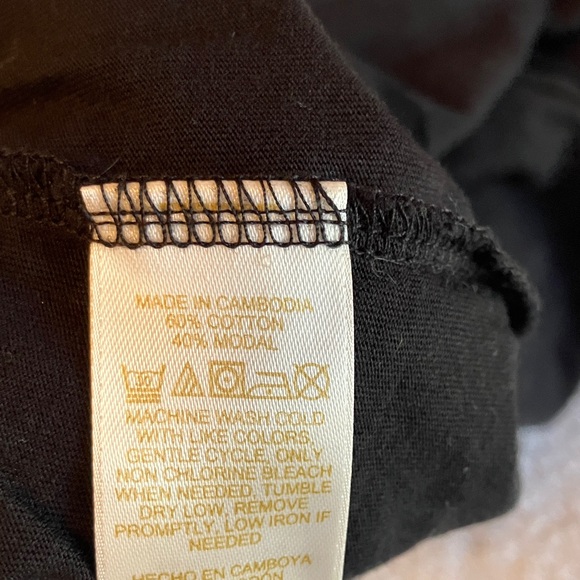 MADE IN CAMBODIA
60% COTTON
40% MODAL
30
MACHINE WASH COLD
WITH LIKE COLORS,
GENTLE CYCLE, ONLY
NON CHLORINE BLEACH
WHEN NEEDED, TUMBLE
DRY LOW, REMOVE
PROMPTLY, LOW IRON IF
NEEDED
HECHO EN CAMBOYA